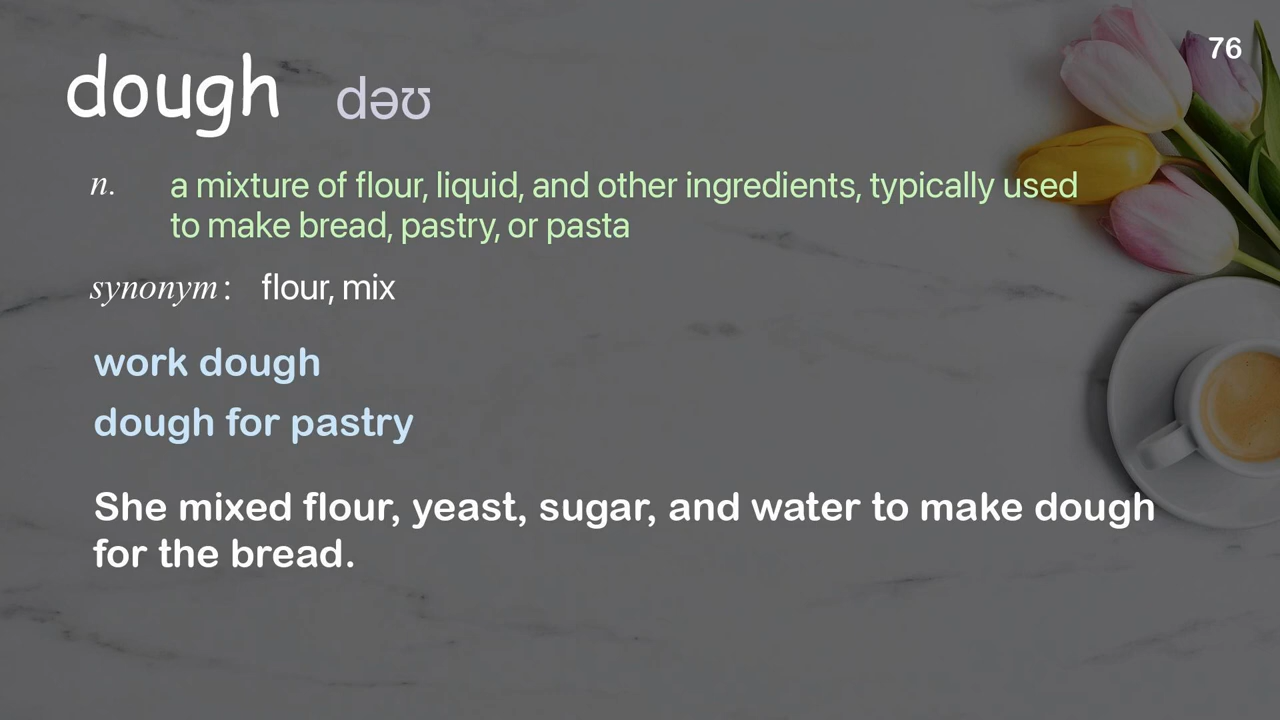 76
dough dəʊ
n. a mixture of flour, liquid, and other ingredients, typically used
to make bread, pastry, or pasta
synonym: flour, mix
work dough
dough for pastry
She mixed flour, yeast, sugar, and water to make dough
for the bread.